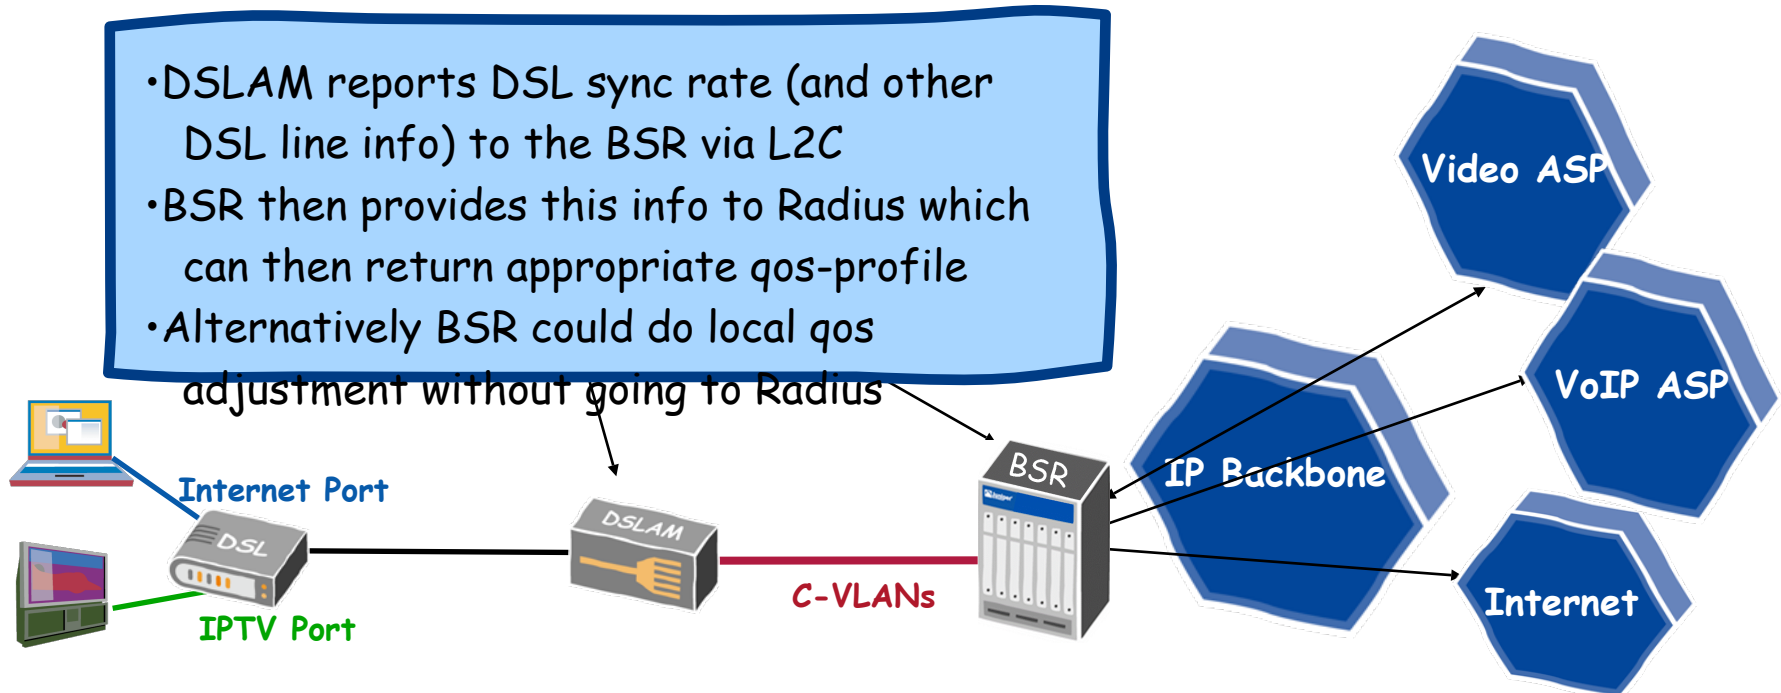 •DSLAM reports DSL sync rate (and other
DSL line info) to the BSR via L2C
•BSR then provides this info to Radius which
can then return appropriate qos-profile
•Alternatively BSR could do local qos
adjustment without going to Radius
Video ASP
VoIP ASP
IP Backbone
BSR
Internet Port
DSLAM
DSL
C-VLANs
Internet
IPTV Port